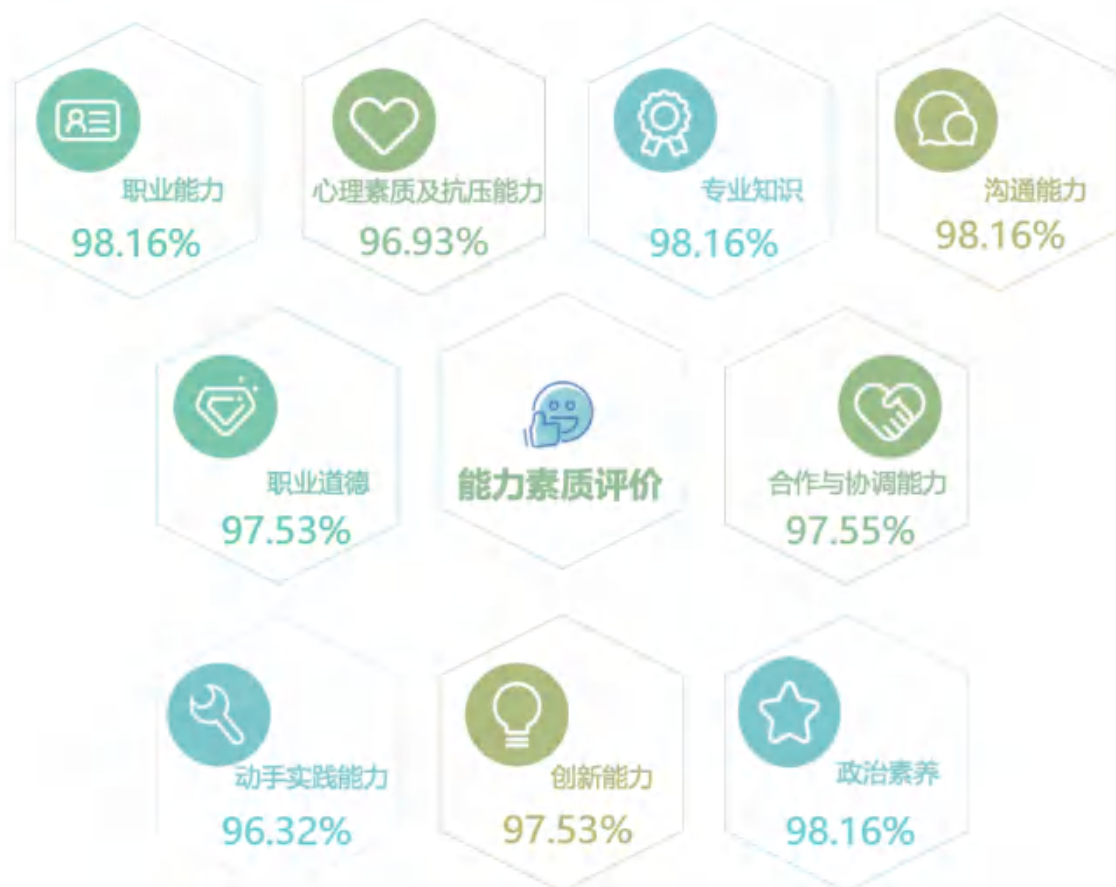 职业能力
98.16%
心理素质及抗压能力
96.93%
专业知识
98.16%
沟通能力
98.16%
职业道德
97.53%
能力素质评价
合作与协调能力
97.55%
动手实践能力
96.32%
创新能力
97.53%
政治素养
98.16%